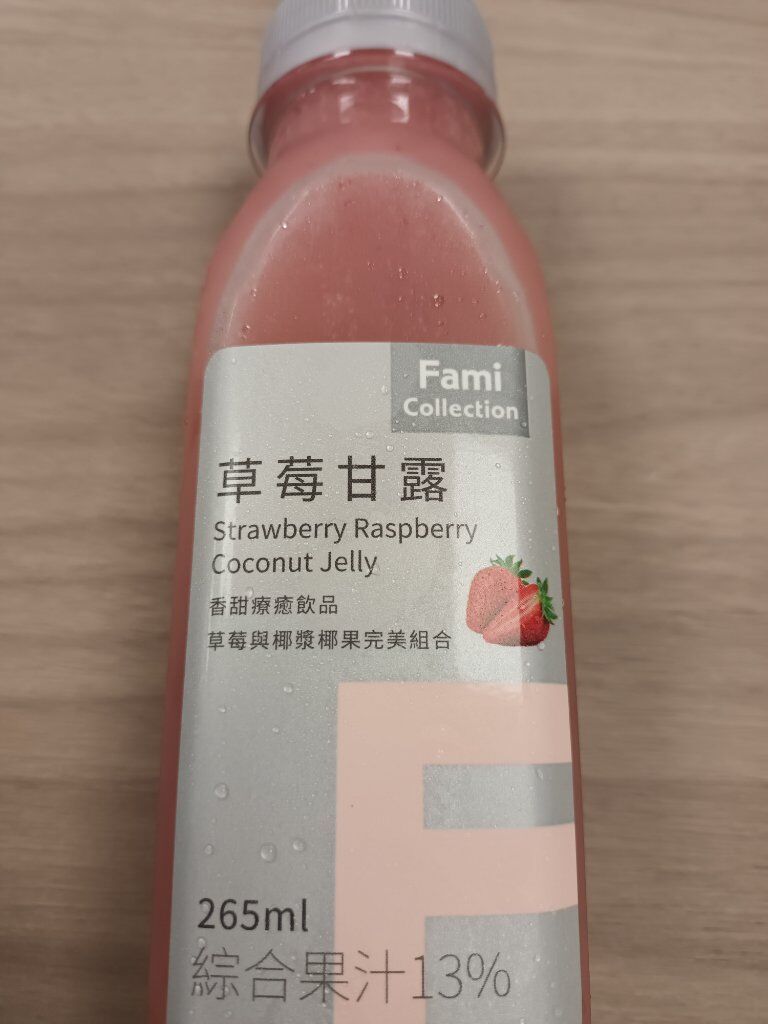 Fami
Collection
草莓甘露
Strawberry Raspberry
Coconut Jelly
香甜療癒飲品
草莓與椰漿椰果完美組合
F
265ml
綜合果汁13%